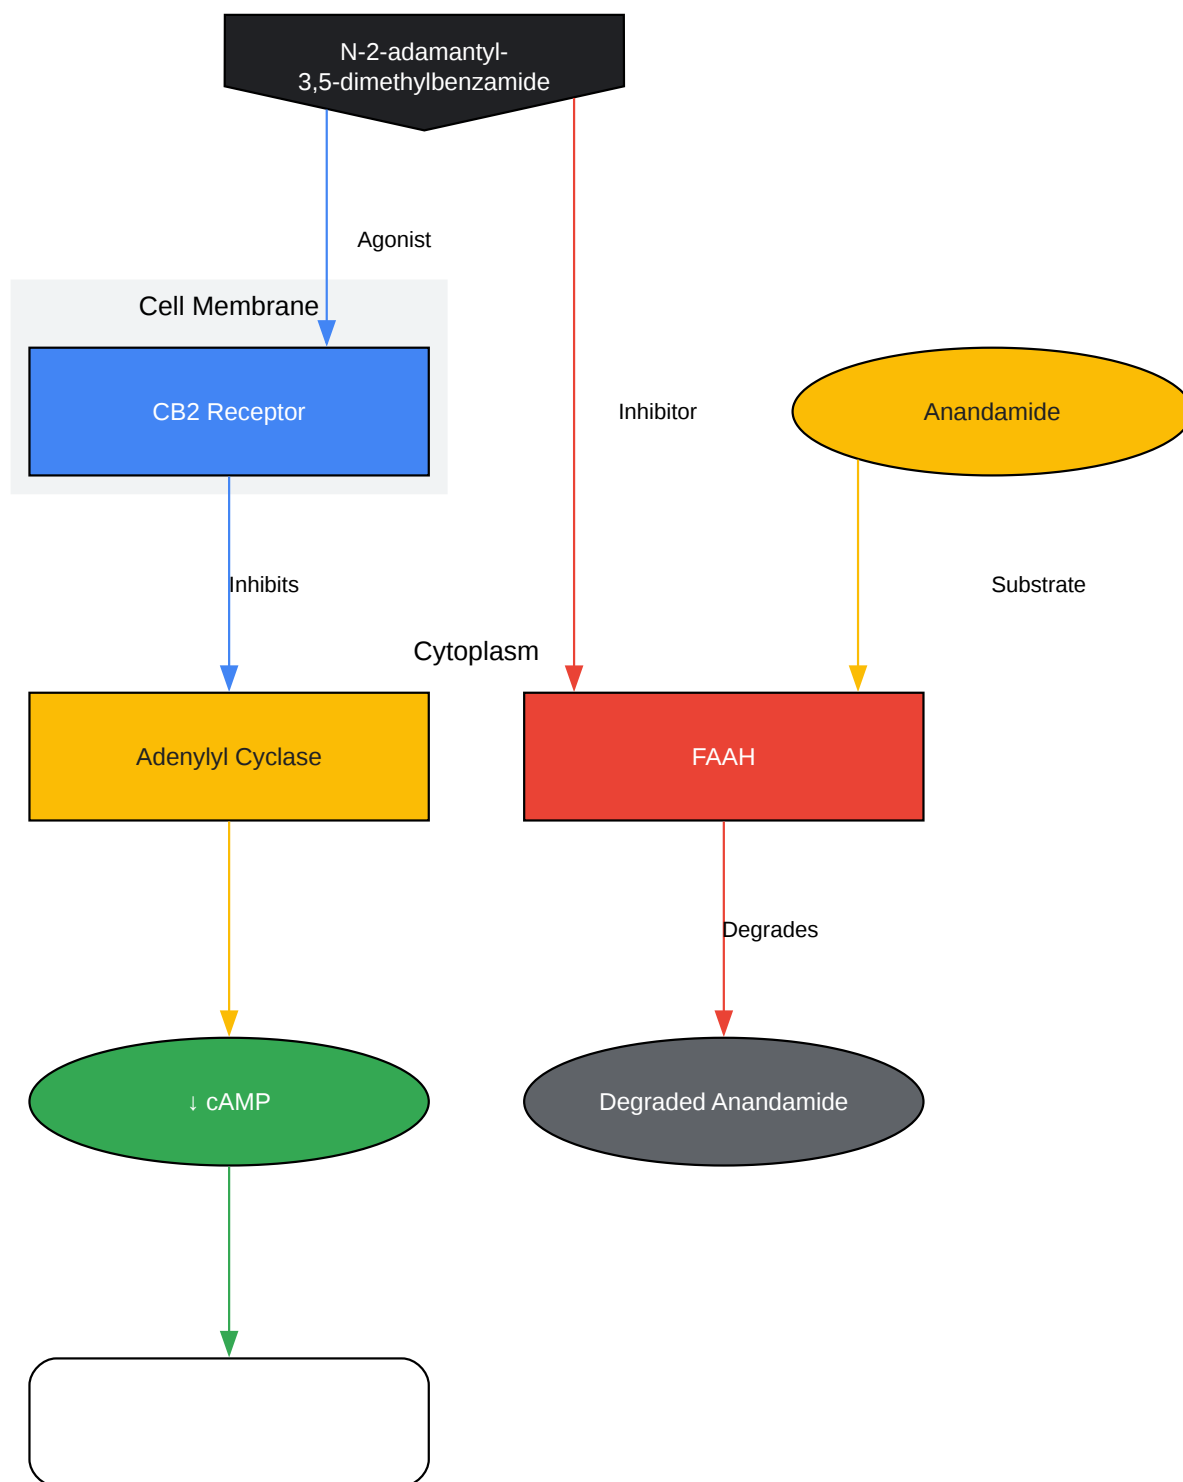 N-2-adamantyl-
3,5-dimethylbenzamide
Agonist
Cell Membrane
CB2 Receptor
Inhibitor
Anandamide
Inhibits
Substrate
Cytoplasm
Adenylyl Cyclase
FAAH
Degrades
↓ cAMP
Degraded Anandamide